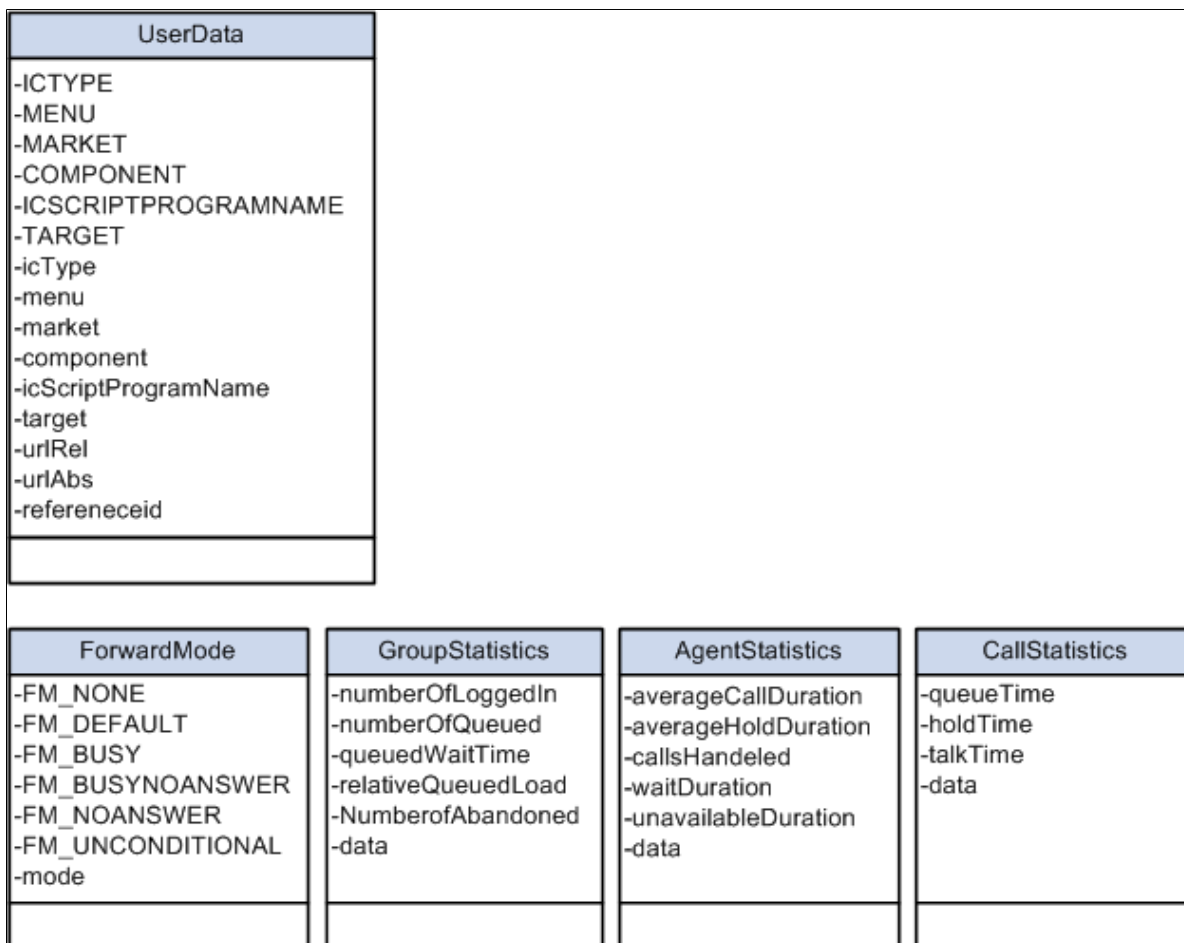 UserData
-ICTYPE
-MENU
-MARKET
-COMPONENT
-ICSCRIPTPROGRAMNAME
-TARGET
-icType
-menu
-market
-component
-icScriptProgramName
-target
-urlRel
-urlAbs
-refereneceid
ForwardMode
-FM_NONE
-FM_DEFAULT
-FM_BUSY
-FM_BUSYNOANSWER
-FM_NOANSWER
-FM_UNCONDITIONAL
-mode
GroupStatistics
-numberOfLoggedIn
-numberOfQueued
-queuedWaitTime
-relativeQueuedLoad
-NumberofAbandoned
-data
AgentStatistics
-averageCallDuration
-averageHoldDuration
-callsHandeled
-waitDuration
-unavailableDuration
-data
CallStatistics
-queueTime
-holdTime
-talkTime
-data